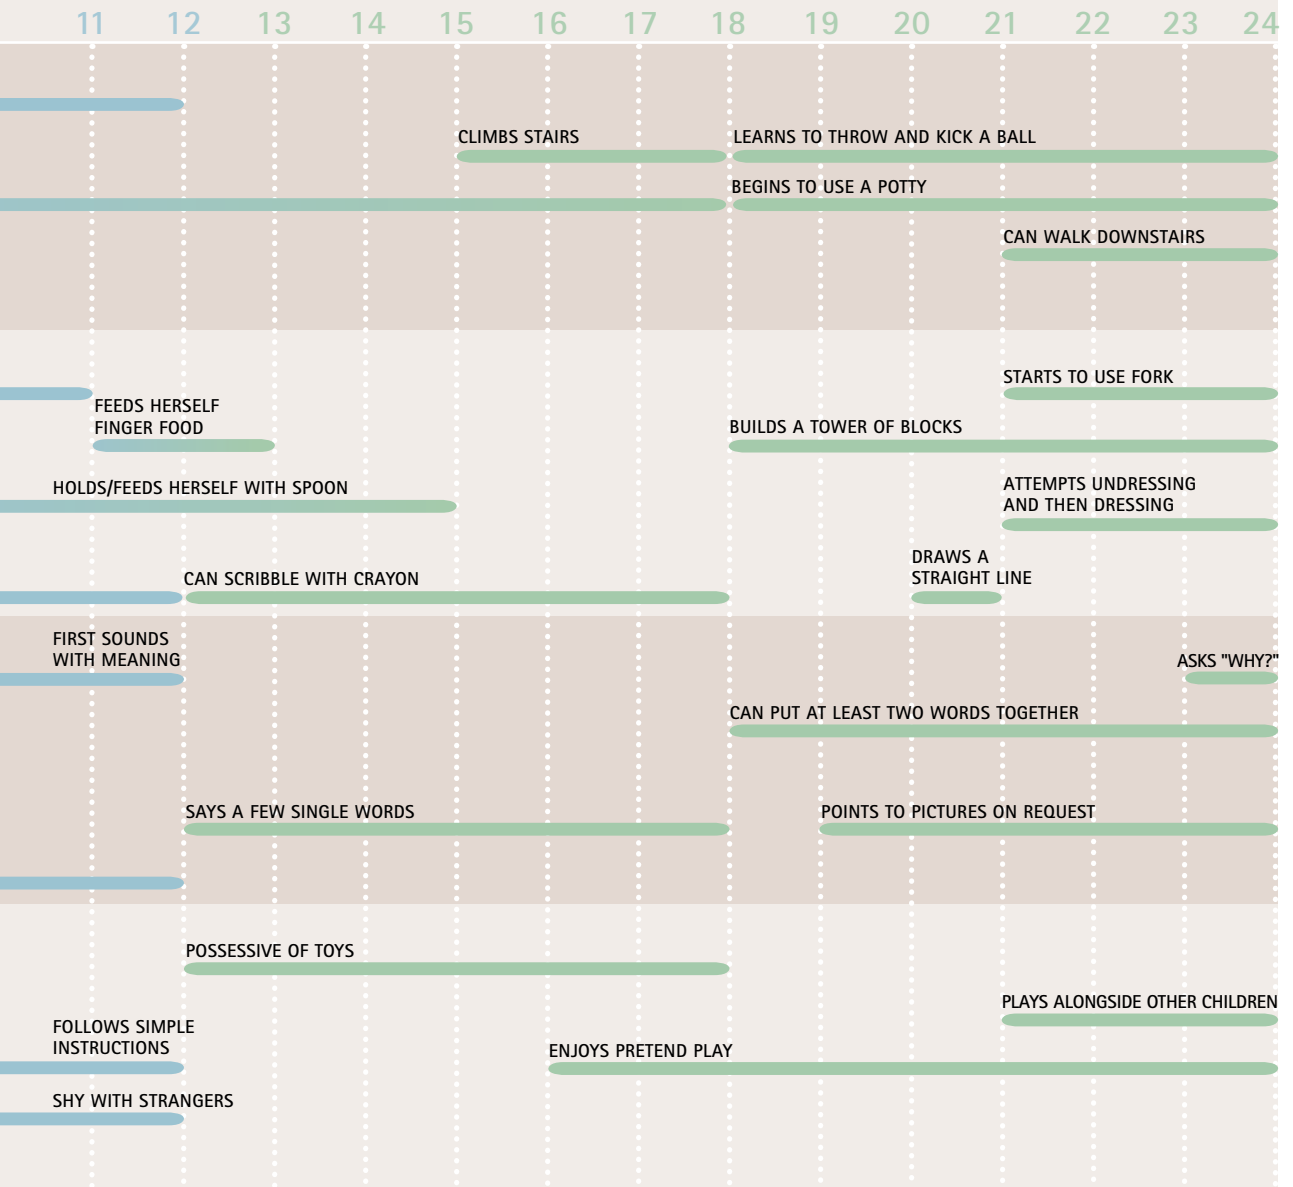 11 12 13 14 15 16 17 18 19 20 21 22 23 24
CLIMBS STAIRS
LEARNS TO THROW AND KICK A BALL
BEGINS TO USE A POTTY
CAN WALK DOWNSTAIRS
STARTS TO USE FORK
FEEDS HERSELF
FINGER FOOD
BUILDS A TOWER OF BLOCKS
HOLDS/FEEDS HERSELF WITH SPOON
ATTEMPTS UNDRESSING
AND THEN DRESSING
DRAWS A
STRAIGHT LINE
CAN SCRIBBLE WITH CRAYON
FIRST SOUNDS
WITH MEANING
ASKS "WHY?"
CAN PUT AT LEAST TWO WORDS TOGETHER
SAYS A FEW SINGLE WORDS
POINTS TO PICTURES ON REQUEST
POSSESSIVE OF TOYS
PLAYS ALONGSIDE OTHER CHILDREN
FOLLOWS SIMPLE
INSTRUCTIONS
ENJOYS PRETEND PLAY
SHY WITH STRANGERS